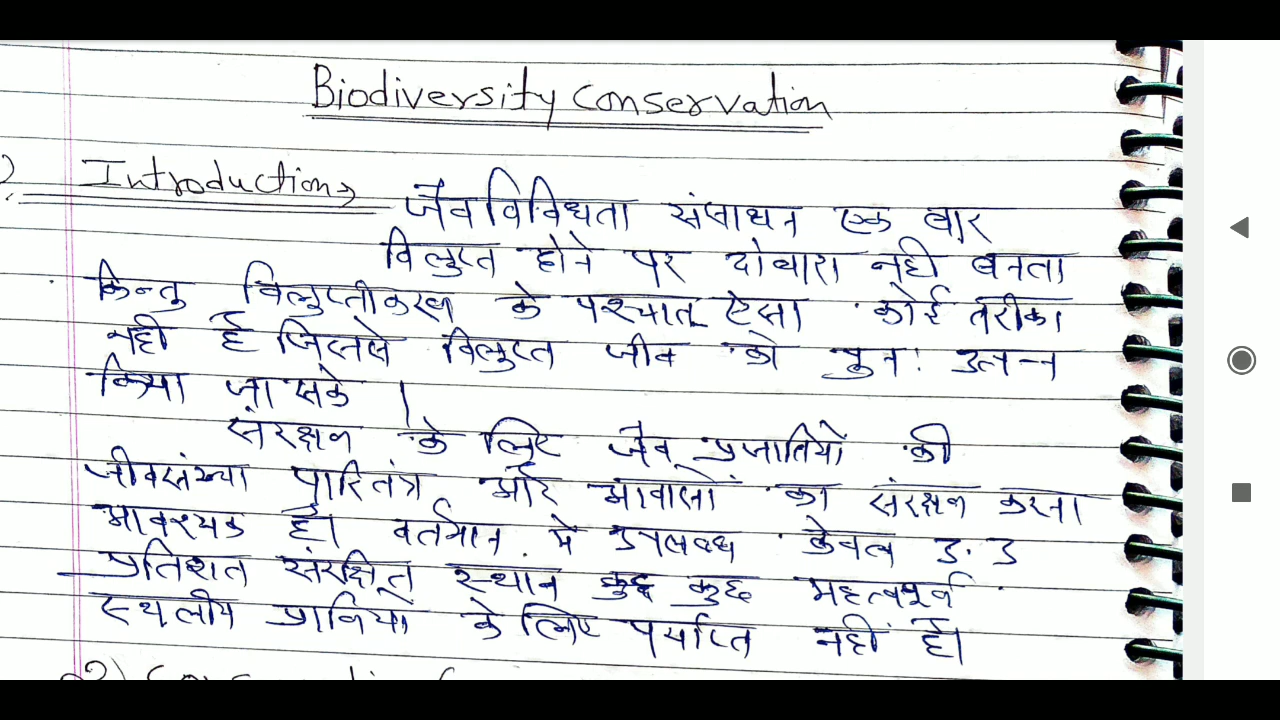 Biodiversity Conservation
Introduction→
जैवविविधता संसाधन एक बार
विलुप्त होने पर दोबारा नही बनता
किन्तु विलुप्तीकरण के पश्चात् ऐसा कोई तरीका
नही है जिससे विलुप्त जीव को पुनः उत्पन्न
किया जा सके।
संरक्षण के लिए जैव प्रजातियों की
जीवसंख्या पारितंत्र और आवासों का संरक्षण करना
आवश्यक है। वर्तमान में उपलब्ध केवल 3.3
प्रतिशत संरक्षित स्थान कुछ कुछ महत्वपूर्ण
स्थलीय प्राणियों के लिए पर्याप्त नहीं है।